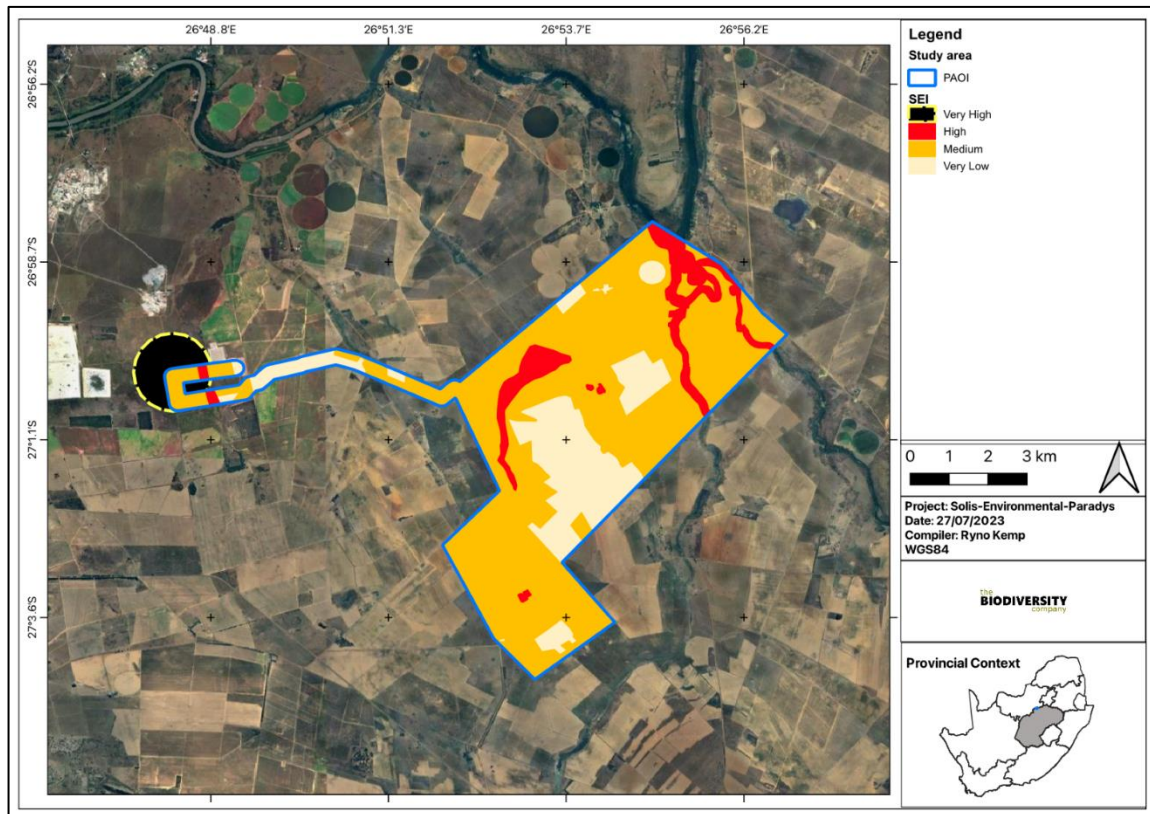 26°48.8'E
26°51.3'E
26°53.7'E
26°56.2'E
26°56.2'S
26°58.7'S
27°1.1'S
27°3.6'S
Legend
Study area
PAOI
SEI
Very High
High
Medium
Very Low
0 1 2 3 km
Project: Solis-Environmental-Paradys
Date: 27/07/2023
Compiler: Ryno Kemp
WGS84
the
BIODIVERSITY
company
Provincial Context